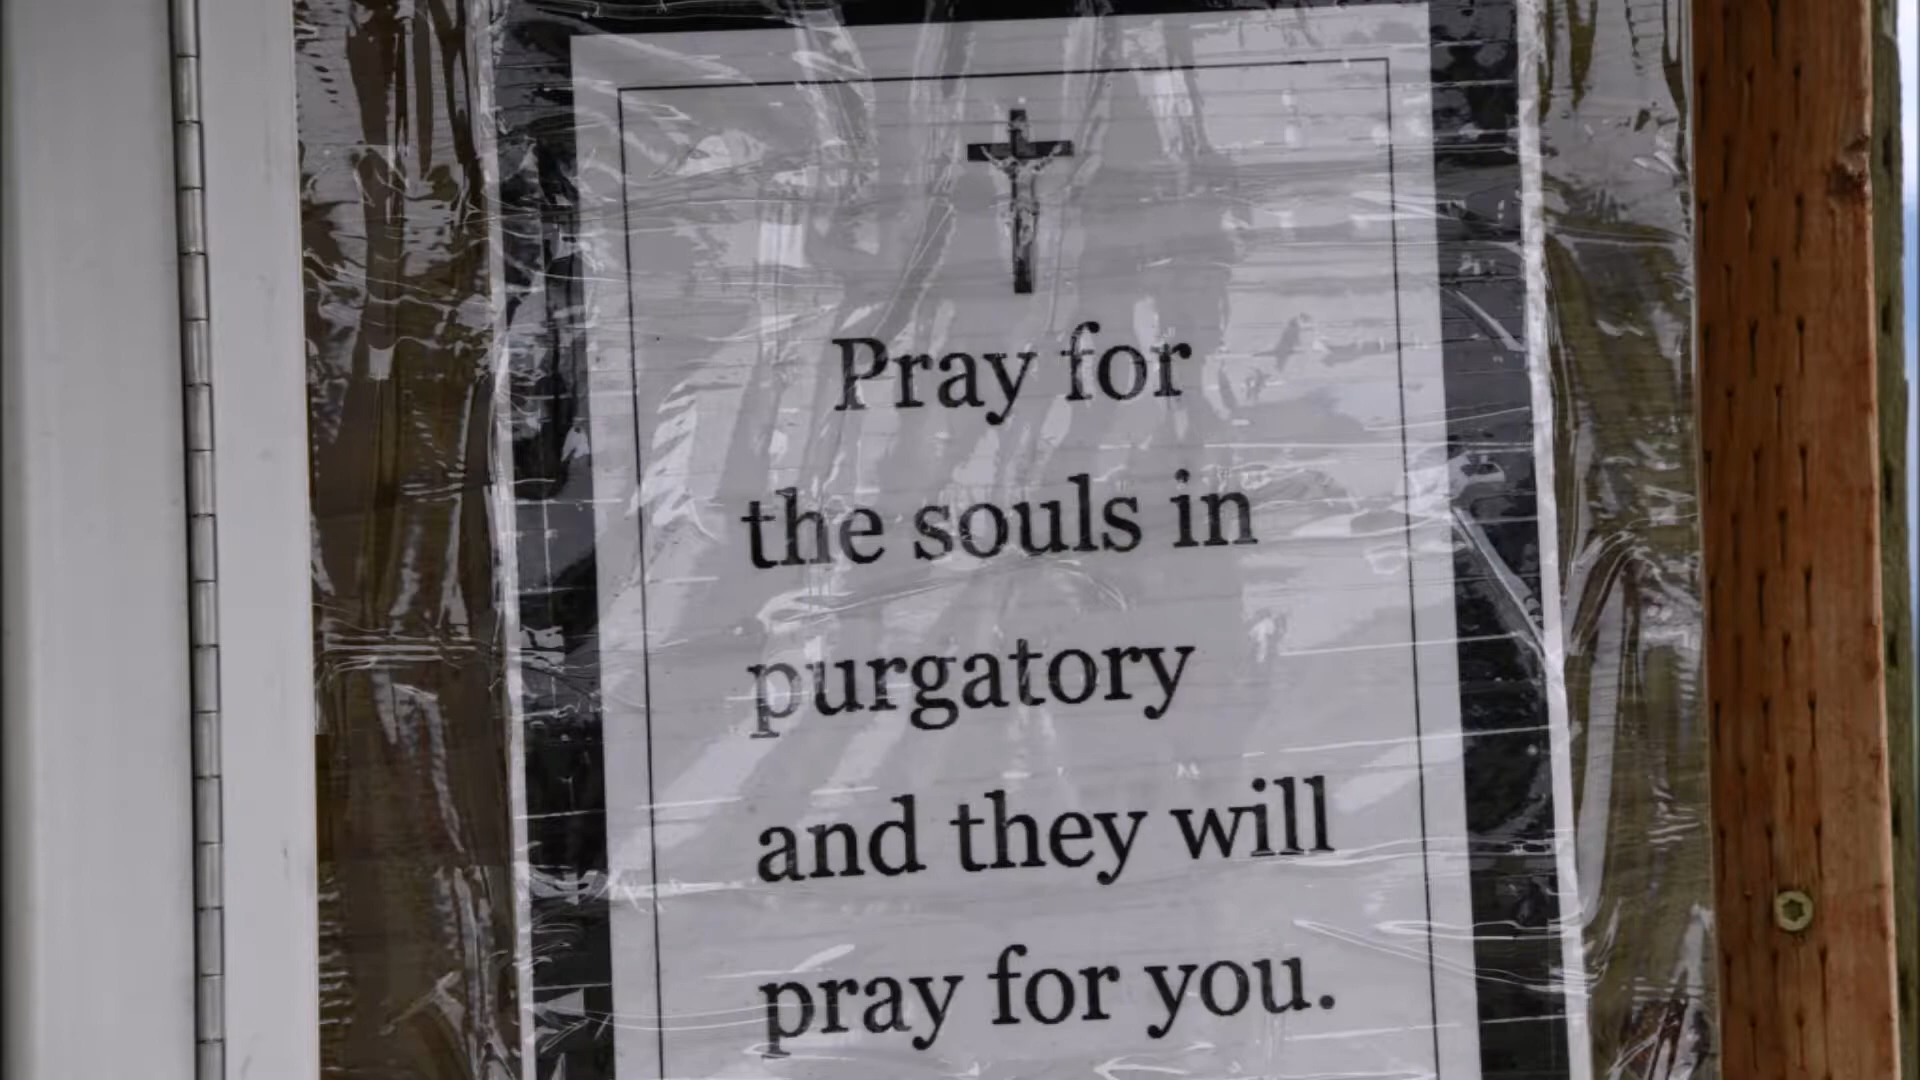 Pray for
the souls in
purgatory
and they will
pray for you.